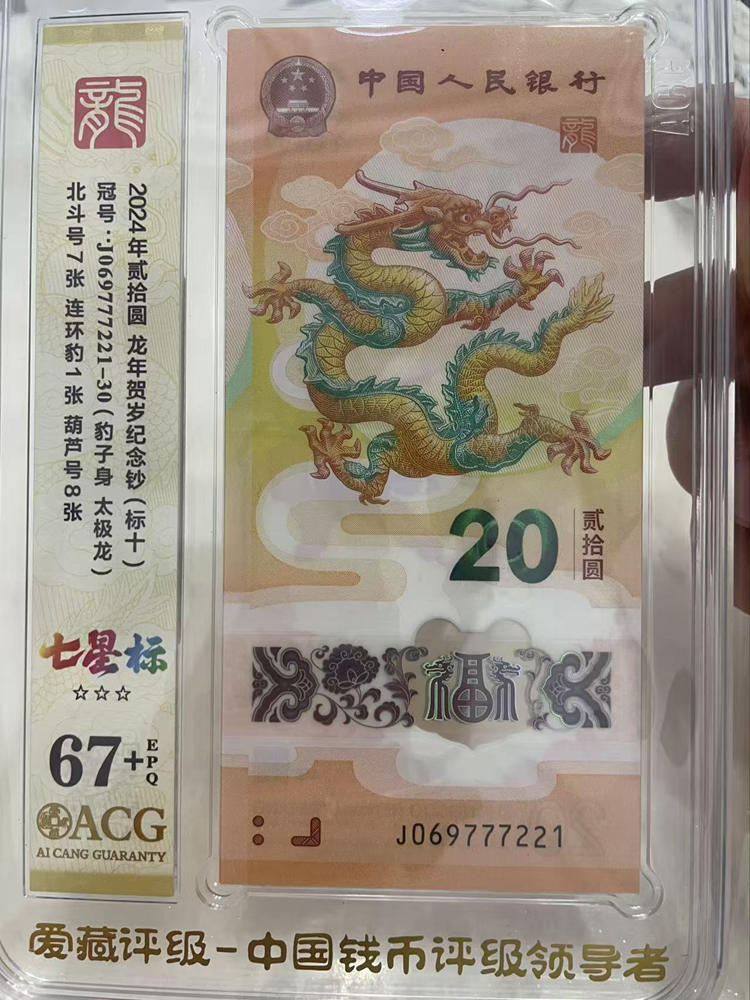 龍
2024年贰拾圆 龙年贺岁纪念钞(标十)
冠号:J069777221-30(豹子身 太极龙)
北斗号7张 连环豹1张 葫芦号8张
七星标
☆☆☆
67+EPQ
ACG
AI CANG GUARANTY
中国人民银行
龍
20
贰拾圆
福
J069777221
爱藏评级-中国钱币评级领导者